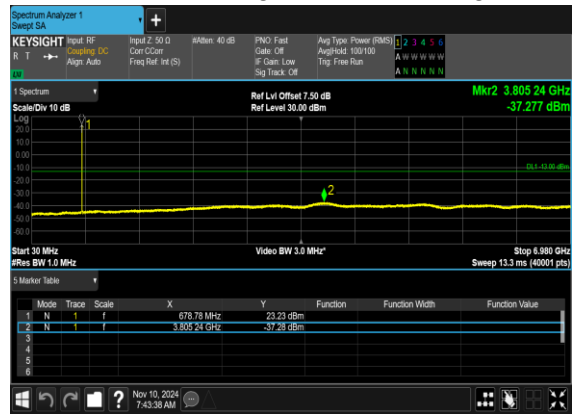 Spectrum Analyzer 1
Swept SA
KEYSIGHT Input: RF Input Z: 50 Ω #Atten: 40 dB PNO: Fast Avg Type: Power (RMS) 1 2 3 4 5 6
R T Coupling: DC Corr CCorr Gate: Off Avg|Hold: 100/100 A W W W W W
Align: Auto Freq Ref: Int (S) IF Gain: Low Trig: Free Run
Sig Track: Off A N N N N N
1 Spectrum Ref Lvl Offset 7.50 dB Mkr2 3.805 24 GHz
Scale/Div 10 dB Ref Level 30.00 dBm -37.277 dBm
Log
1
20.0
10.0
0.00
-10.0
DL1 -13.00 dBm
-20.0
-30.0
2
-40.0
-50.0
-60.0
Start 30 MHz Video BW 3.0 MHz* Stop 6.980 GHz
#Res BW 1.0 MHz Sweep 13.3 ms (40001 pts)
5 Marker Table
Mode Trace Scale X Y Function Function Width Function Value
1 N 1 f 678.78 MHz 23.23 dBm
2 N 1 f 3.805 24 GHz -37.28 dBm
3
4
5
6
? Nov 10, 2024
7:43:38 AM